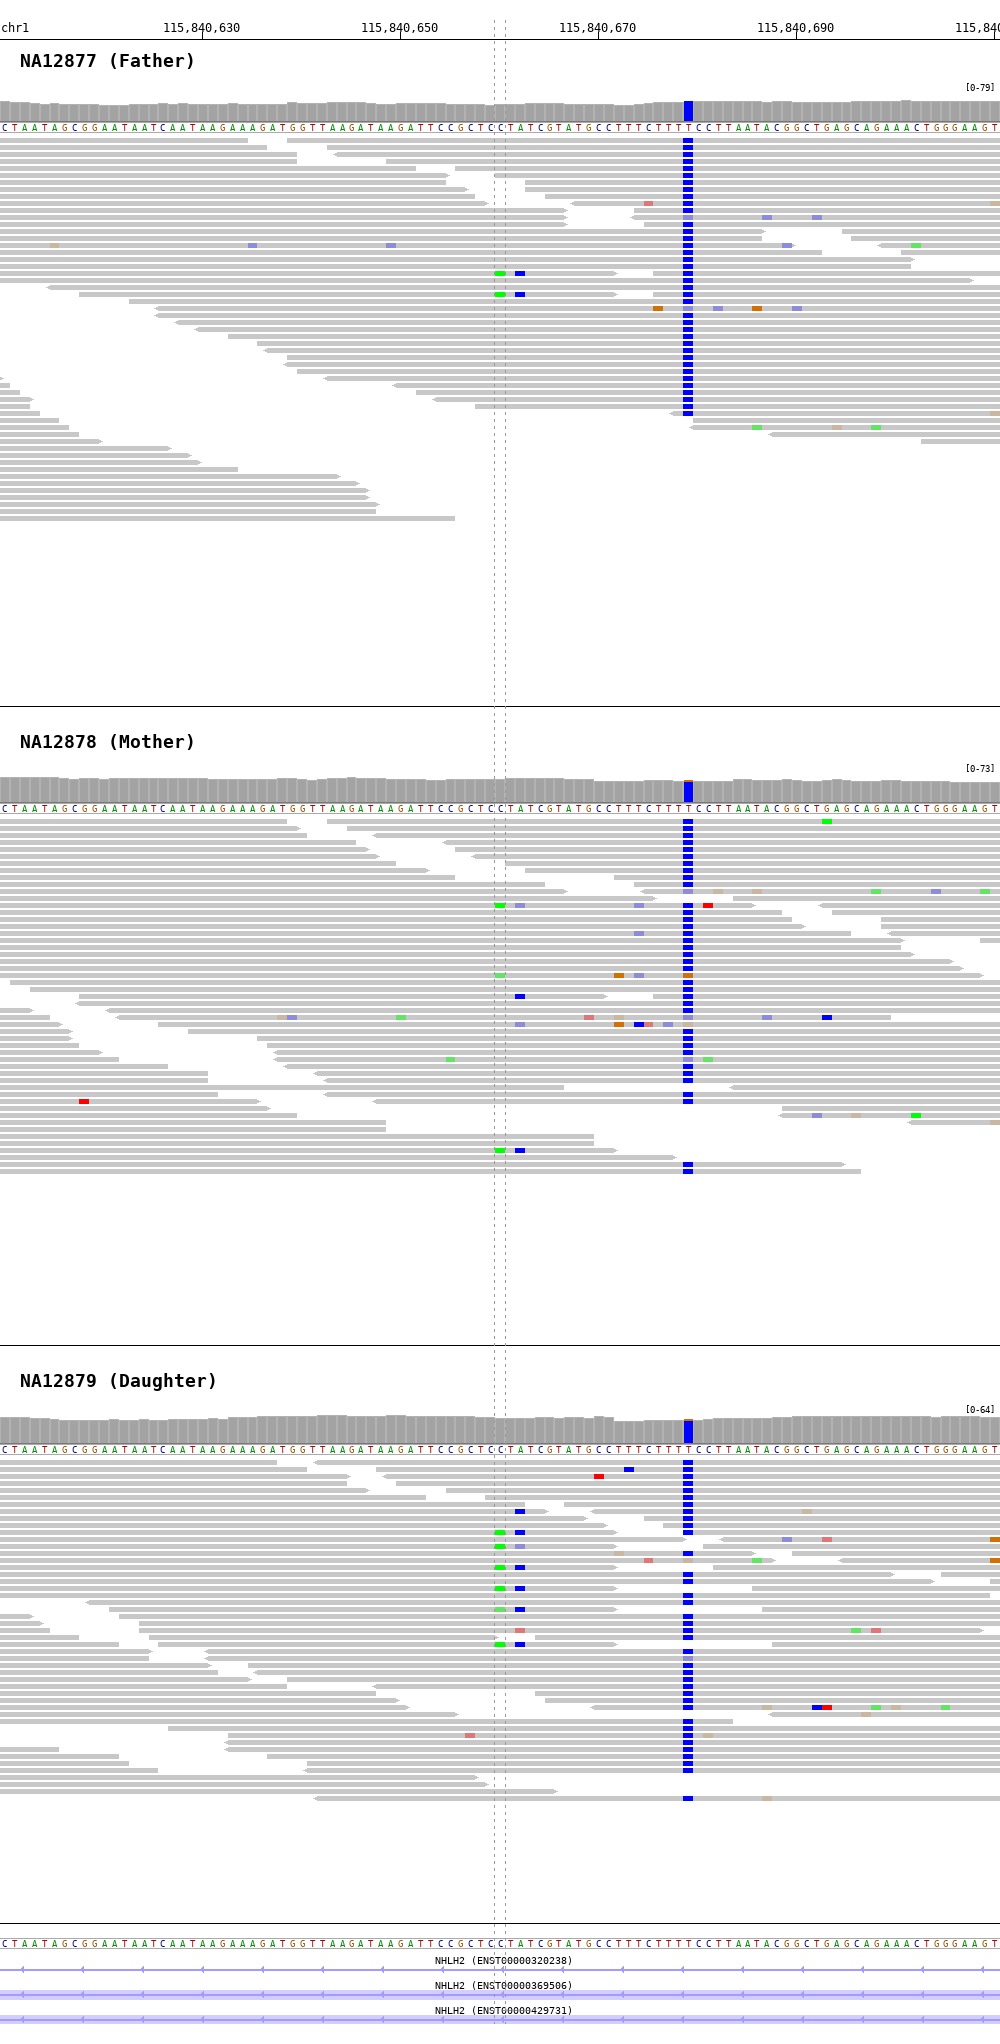 chr1 115,840,630 115,840,650 115,840,670 115,840,690 115,840
NA12877 (Father)
[0-79]
CTAATAGCGGAATAATCAATAAGAAAGATGGTTAAGATAAGATTCCGCTCCTATCGTATGCCTTTCTTTTCCTTAATACGGCTGAGCAGAAACTGGGAAGT
NA12878 (Mother)
[0-73]
CTAATAGCGGAATAATCAATAAGAAAGATGGTTAAGATAAGATTCCGCTCCTATCGTATGCCTTTCTTTTCCTTAATACGGCTGAGCAGAAACTGGGAAGT
NA12879 (Daughter)
[0-64]
CTAATAGCGGAATAATCAATAAGAAAGATGGTTAAGATAAGATTCCGCTCCTATCGTATGCCTTTCTTTTCCTTAATACGGCTGAGCAGAAACTGGGAAGT
CTAATAGCGGAATAATCAATAAGAAAGATGGTTAAGATAAGATTCCGCTCCTATCGTATGCCTTTCTTTTCCTTAATACGGCTGAGCAGAAACTGGGAAGT
NHLH2 (ENST00000320238)
NHLH2 (ENST00000369506)
NHLH2 (ENST00000429731)